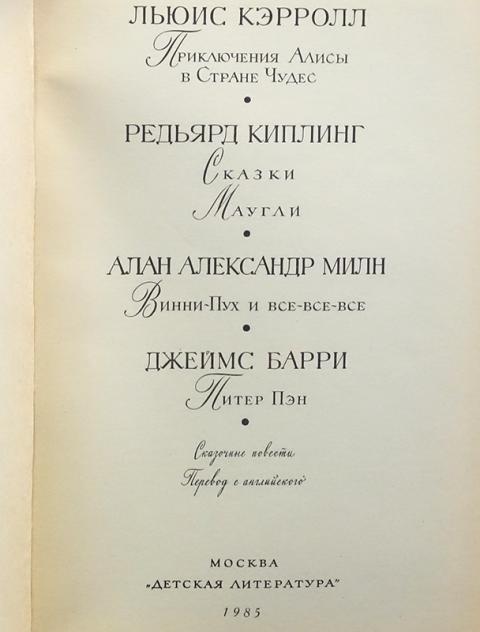 ЛЬЮИС КЭРРОЛЛ
Приключения Алисы
в Стране Чудес
•
РЕДЬЯРД КИПЛИНГ
Сказки
Маугли
•
АЛАН АЛЕКСАНДР МИЛН
Винни-Пух и все-все-все
•
ДЖЕЙМС БАРРИ
Питер Пэн
•
Сказочные повести
Перевод с английского
МОСКВА
„ДЕТСКАЯ ЛИТЕРАТУРА"
1985